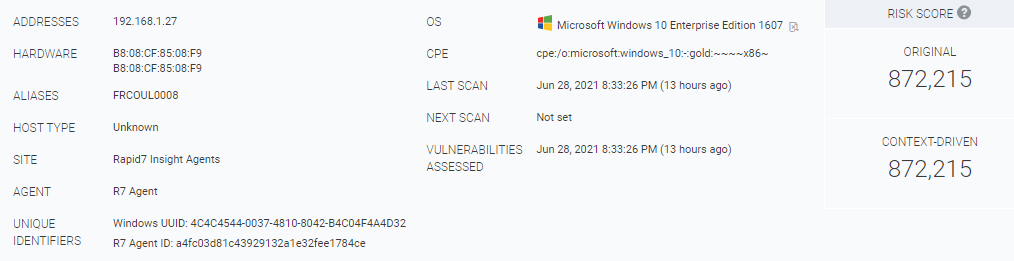 ADDRESSES
192.168.1.27
HARDWARE
B8:08:CF:85:08:F9
B8:08:CF:85:08:F9
ALIASES
FRCOUL0008
HOST TYPE
Unknown
SITE
Rapid7 Insight Agents
AGENT
R7 Agent
UNIQUE
IDENTIFIERS
Windows UUID: 4C4C4544-0037-4810-8042-B4C04F4A4D32
R7 Agent ID: a4fc03d81c43929132a1e32fee1784ce
OS
Microsoft Windows 10 Enterprise Edition 1607
CPE
cpe:/o:microsoft:windows_10:-:gold:~~~~x86~
LAST SCAN
Jun 28, 2021 8:33:26 PM (13 hours ago)
NEXT SCAN
Not set
VULNERABILITIES
ASSESSED
Jun 28, 2021 8:33:26 PM (13 hours ago)
RISK SCORE ?
ORIGINAL
872,215
CONTEXT-DRIVEN
872,215